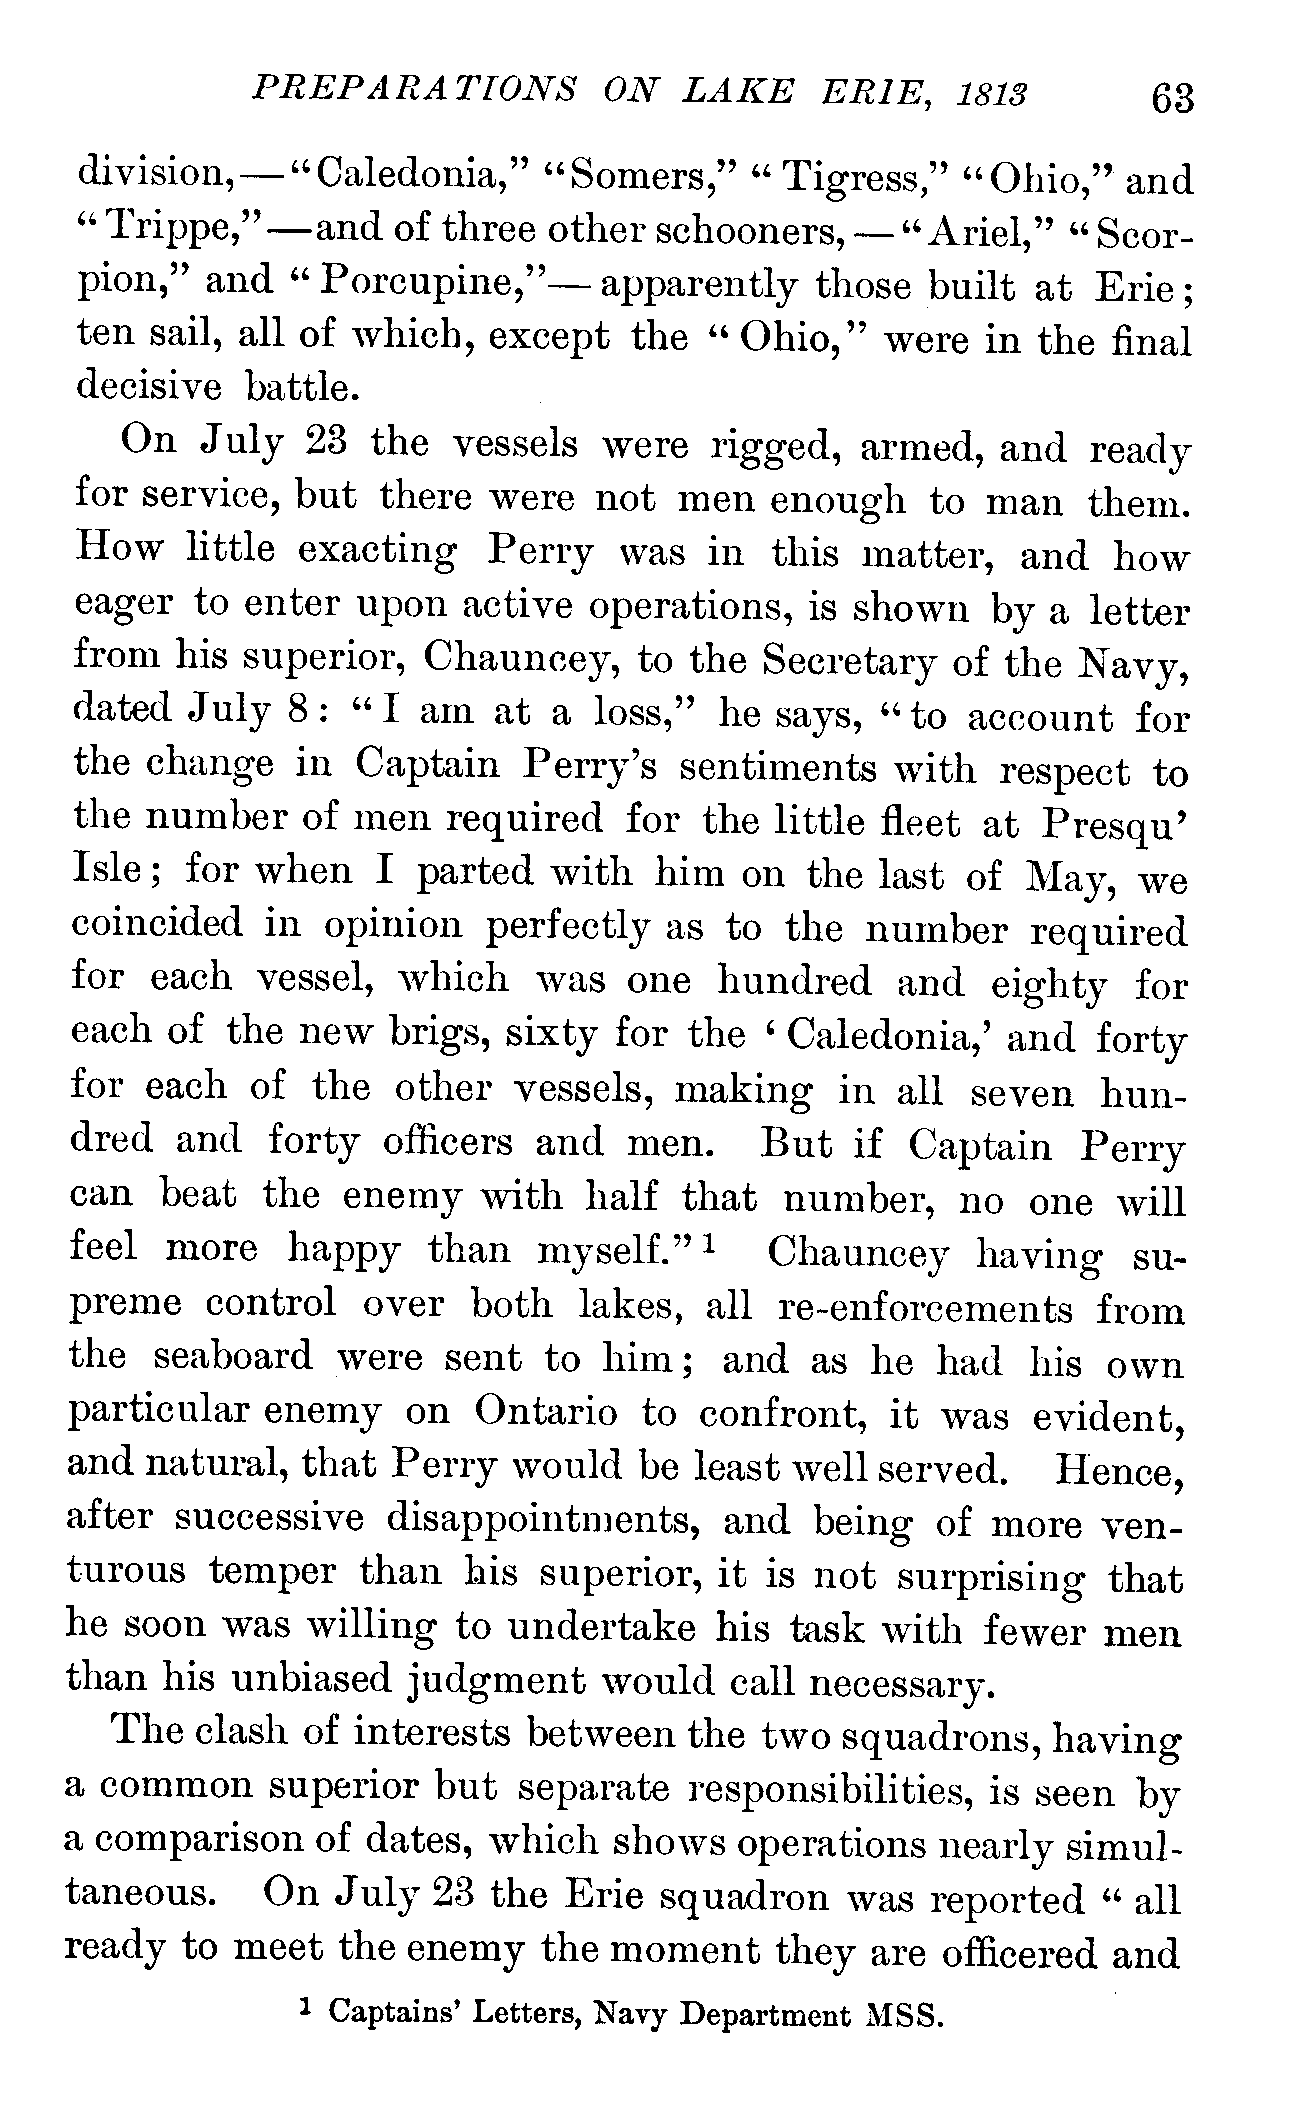 PREPARATIONS ON LAKE ERIE, 1813 63
division,—"Caledonia," "Somers," "Tigress," "Ohio," and
"Trippe,"—and of three other schooners,—"Ariel," "Scor-
pion," and "Porcupine,"—apparently those built at Erie;
ten sail, all of which, except the "Ohio," were in the final
decisive battle.
On July 23 the vessels were rigged, armed, and ready
for service, but there were not men enough to man them.
How little exacting Perry was in this matter, and how
eager to enter upon active operations, is shown by a letter
from his superior, Chauncey, to the Secretary of the Navy,
dated July 8: "I am at a loss," he says, "to account for
the change in Captain Perry's sentiments with respect to
the number of men required for the little fleet at Presqu'
Isle; for when I parted with him on the last of May, we
coincided in opinion perfectly as to the number required
for each vessel, which was one hundred and eighty for
each of the new brigs, sixty for the 'Caledonia,' and forty
for each of the other vessels, making in all seven hun-
dred and forty officers and men. But if Captain Perry
can beat the enemy with half that number, no one will
feel more happy than myself."¹ Chauncey having su-
preme control over both lakes, all re-enforcements from
the seaboard were sent to him; and as he had his own
particular enemy on Ontario to confront, it was evident,
and natural, that Perry would be least well served. Hence,
after successive disappointments, and being of more ven-
turous temper than his superior, it is not surprising that
he soon was willing to undertake his task with fewer men
than his unbiased judgment would call necessary.
The clash of interests between the two squadrons, having
a common superior but separate responsibilities, is seen by
a comparison of dates, which shows operations nearly simul-
taneous. On July 23 the Erie squadron was reported "all
ready to meet the enemy the moment they are officered and
¹ Captains' Letters, Navy Department MSS.